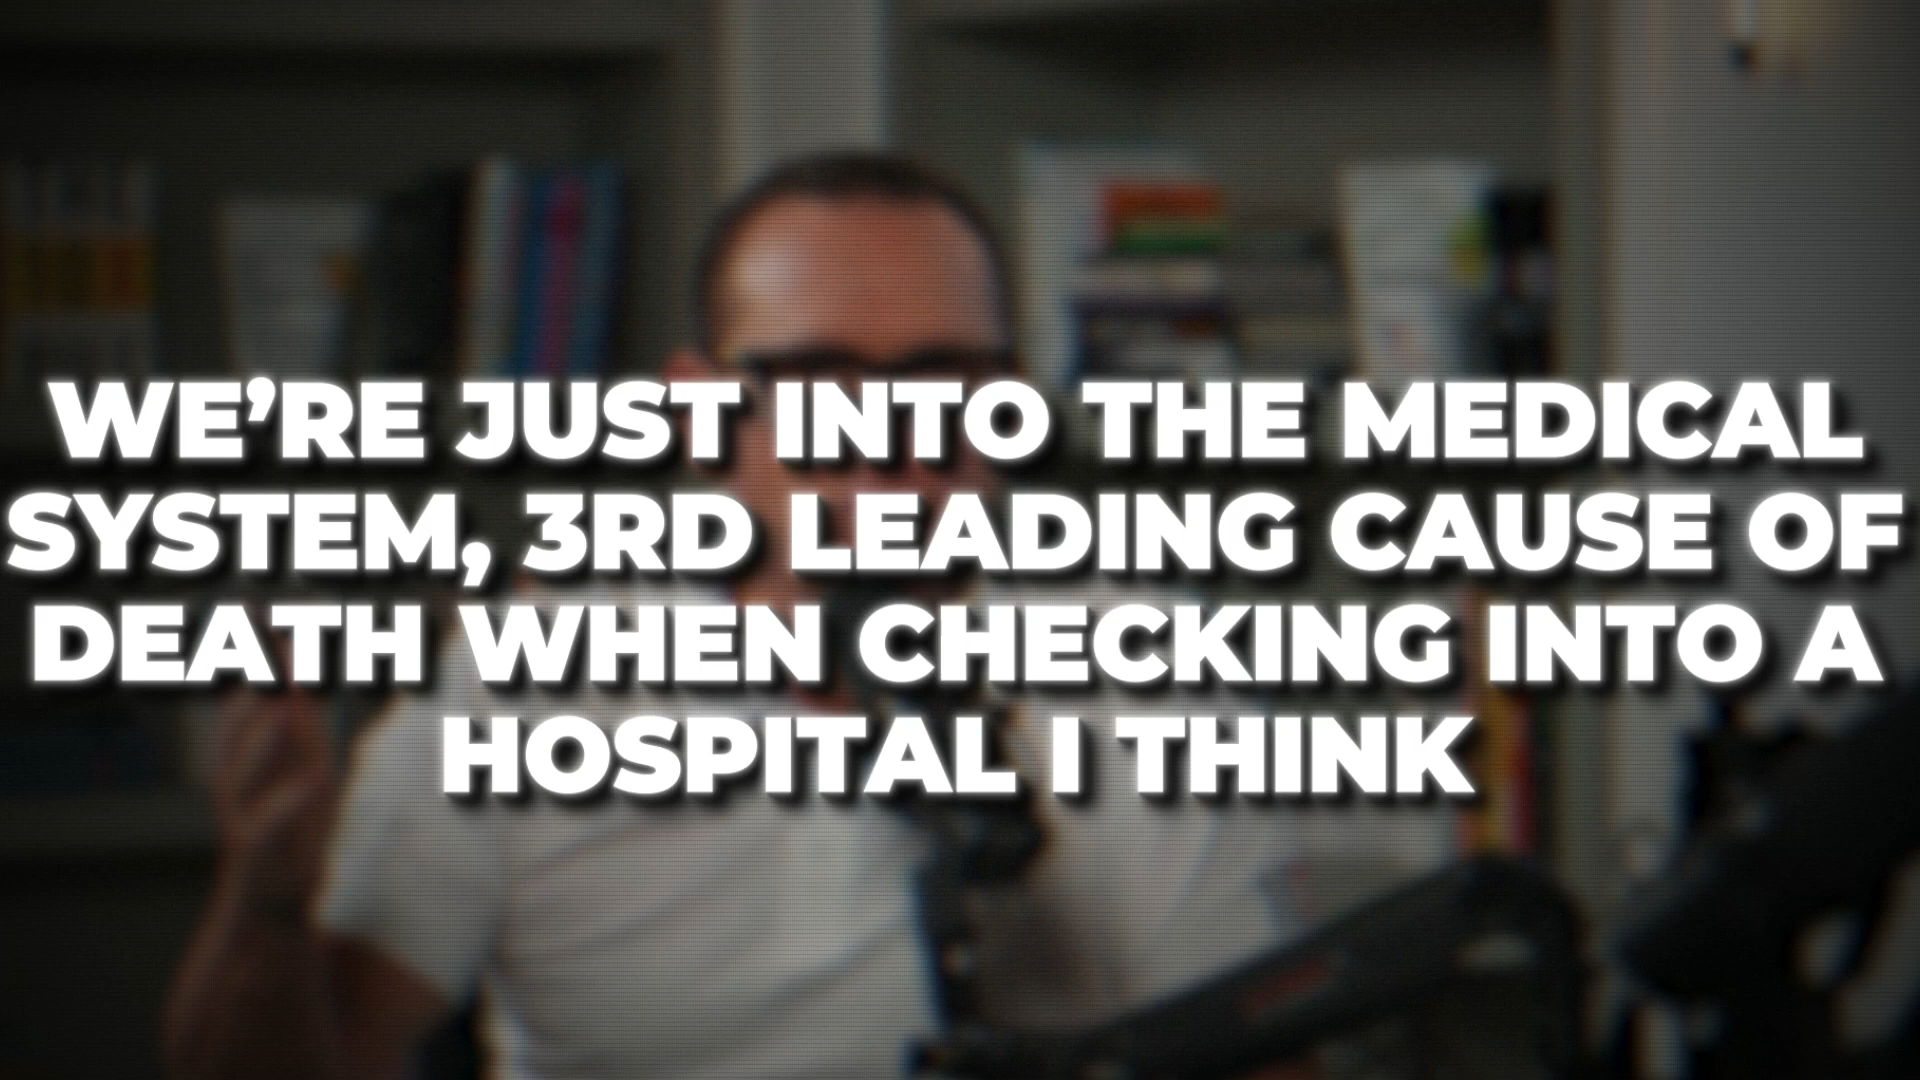 WE’RE JUST INTO THE MEDICAL
SYSTEM, 3RD LEADING CAUSE OF
DEATH WHEN CHECKING INTO A
HOSPITAL I THINK